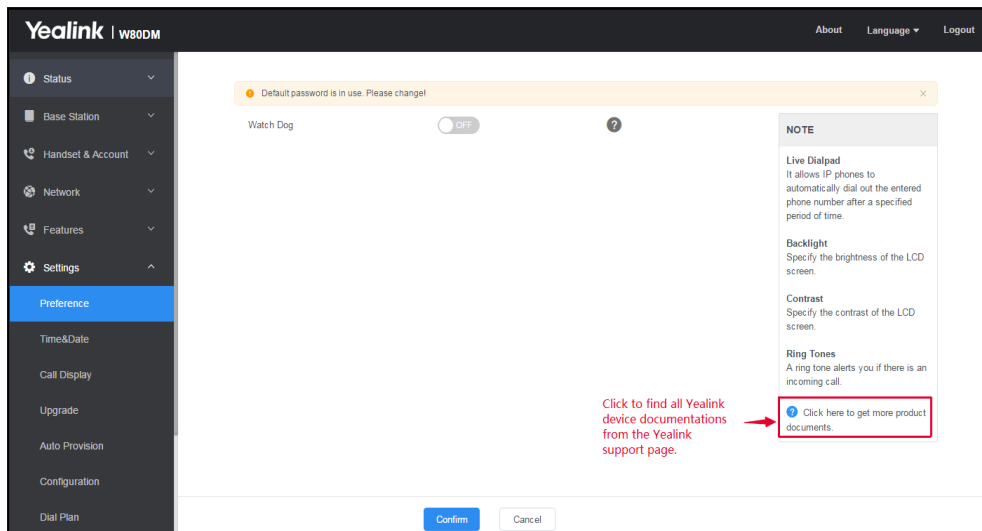 Yealink | W80DM
About Language Logout
Status
Base Station
Handset & Account
Network
Features
Settings
Preference
Time&Date
Call Display
Upgrade
Auto Provision
Configuration
Dial Plan
Default password is in use. Please change!
Watch Dog OFF
NOTE
Live Dialpad
It allows IP phones to
automatically dial out the entered
phone number after a specified
period of time.
Backlight
Specify the brightness of the LCD
screen.
Contrast
Specify the contrast of the LCD
screen.
Ring Tones
A ring tone alerts you if there is an
incoming call.
Click here to get more product
documents.
Click to find all Yealink
device documentations
from the Yealink
support page.
Confirm Cancel